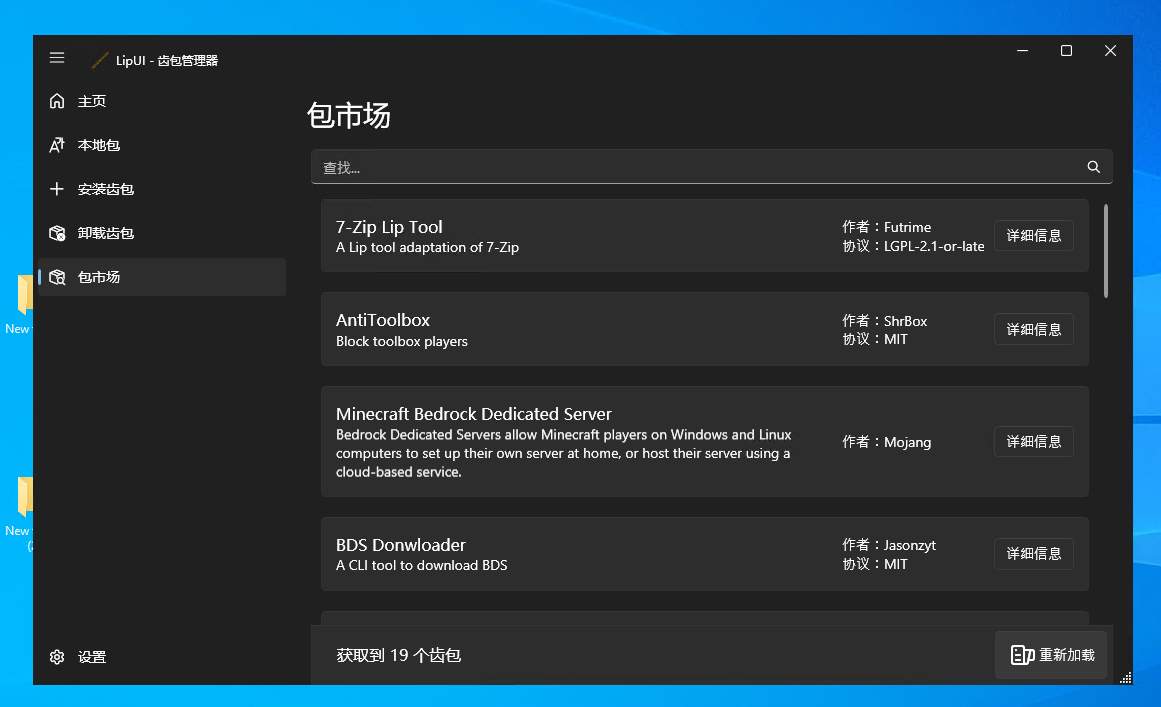 LipUI - 齿包管理器
主页
本地包
安装齿包
卸载齿包
包市场
设置
包市场
查找...
7-Zip Lip Tool
A Lip tool adaptation of 7-Zip
作者：Futrime
协议：LGPL-2.1-or-late
详细信息
AntiToolbox
Block toolbox players
作者：ShrBox
协议：MIT
详细信息
Minecraft Bedrock Dedicated Server
Bedrock Dedicated Servers allow Minecraft players on Windows and Linux
computers to set up their own server at home, or host their server using a
cloud-based service.
作者：Mojang
详细信息
BDS Donwloader
A CLI tool to download BDS
作者：Jasonzyt
协议：MIT
详细信息
获取到 19 个齿包
重新加载
New
New